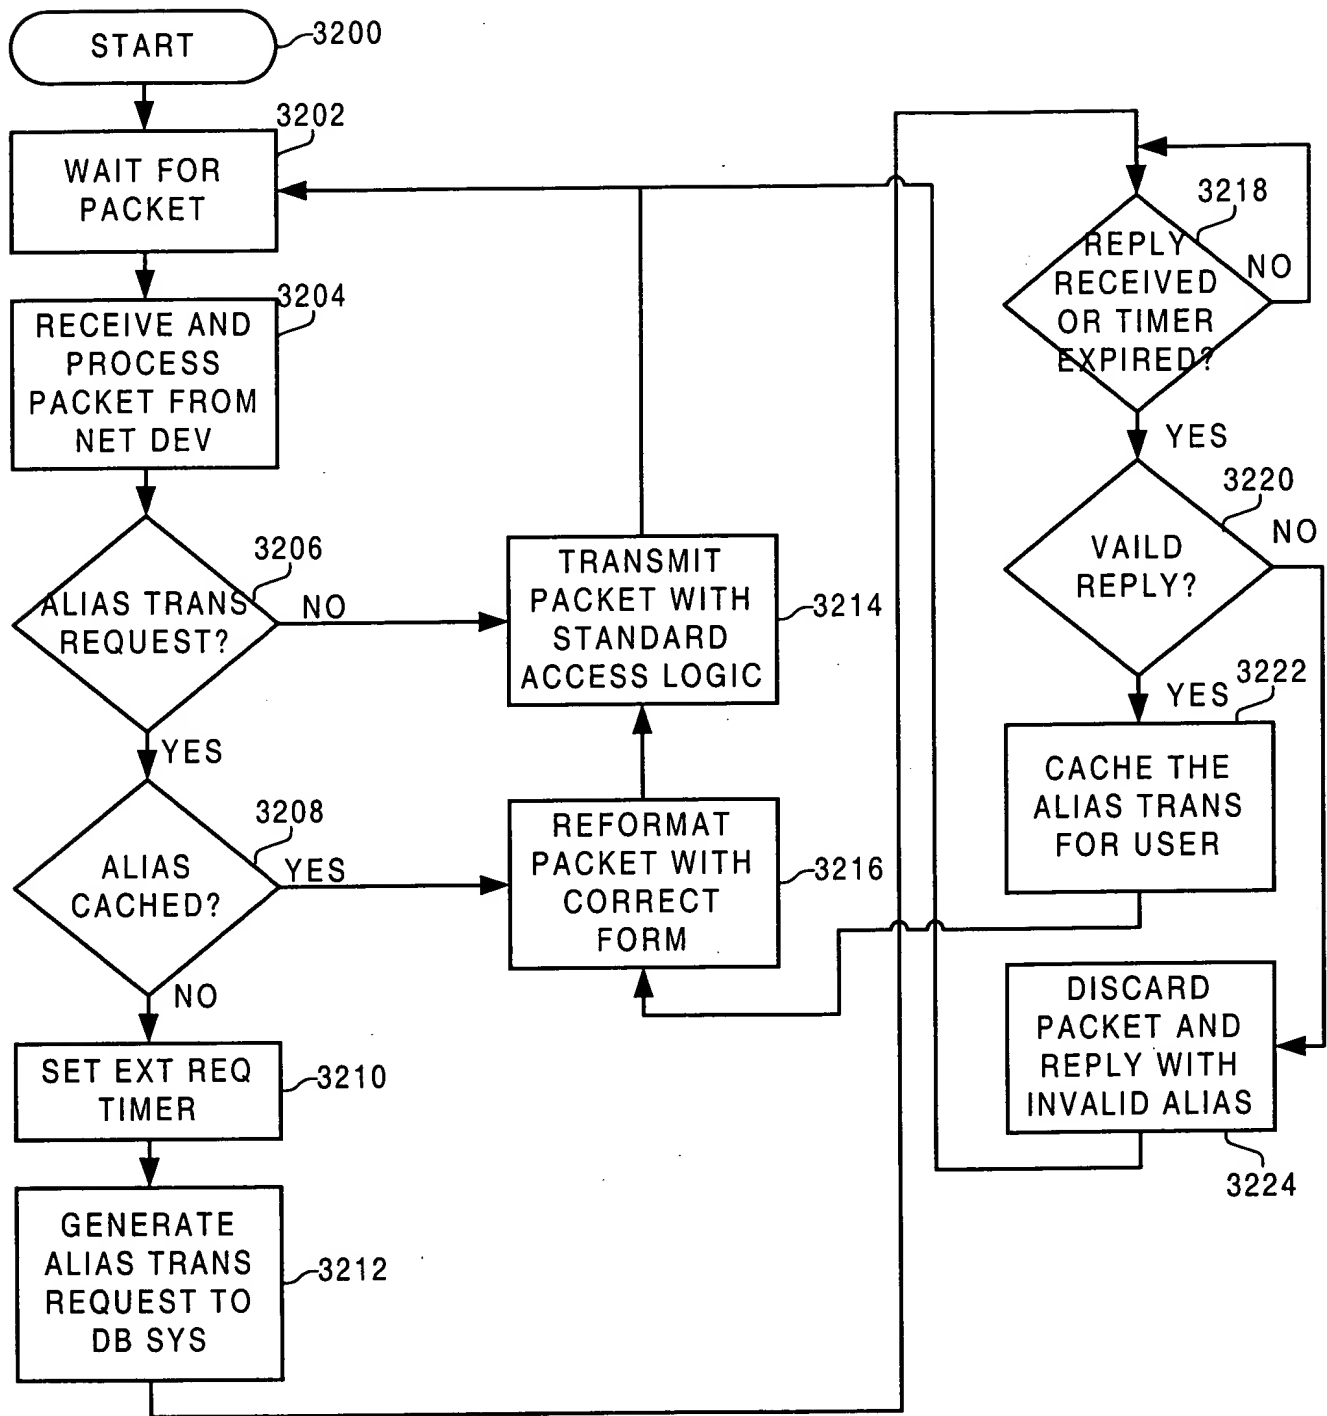 START
3200
3202
WAIT FOR
PACKET
3204
RECEIVE AND
PROCESS
PACKET FROM
NET DEV
3206
ALIAS TRANS
REQUEST?
NO
YES
3208
ALIAS
CACHED?
YES
NO
SET EXT REQ
TIMER
3210
GENERATE
ALIAS TRANS
REQUEST TO
DB SYS
3212
TRANSMIT
PACKET WITH
STANDARD
ACCESS LOGIC
3214
REFORMAT
PACKET WITH
CORRECT
FORM
3216
3218
REPLY
RECEIVED
OR TIMER
EXPIRED?
NO
YES
3220
VAILD
REPLY?
NO
YES
3222
CACHE THE
ALIAS TRANS
FOR USER
DISCARD
PACKET AND
REPLY WITH
INVALID ALIAS
3224